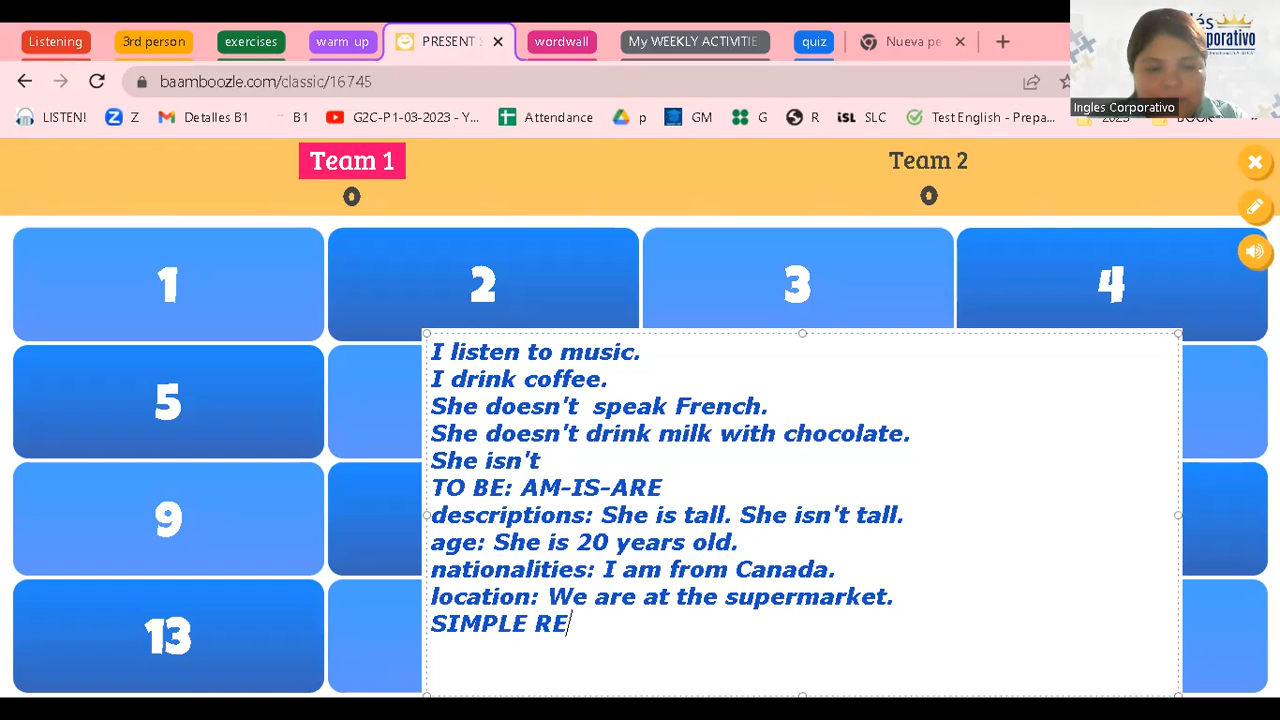 Listening
3rd person
exercises
warm up
PRESENT S
wordwall
My WEEKLY ACTIVITIE
quiz
Nueva pe
baamboozle.com/classic/16745
Ingles Corporativo
LISTEN!
Z
Detalles B1
B1
G2C-P1-03-2023 - Y...
Attendance
p
GM
G
R
iSL SLC
Test English - Prepa...
Team 1
0
Team 2
0
1
2
3
4
5
9
13
I listen to music.
I drink coffee.
She doesn't  speak French.
She doesn't drink milk with chocolate.
She isn't
TO BE: AM-IS-ARE
descriptions: She is tall. She isn't tall.
age: She is 20 years old.
nationalities: I am from Canada.
location: We are at the supermarket.
SIMPLE RE